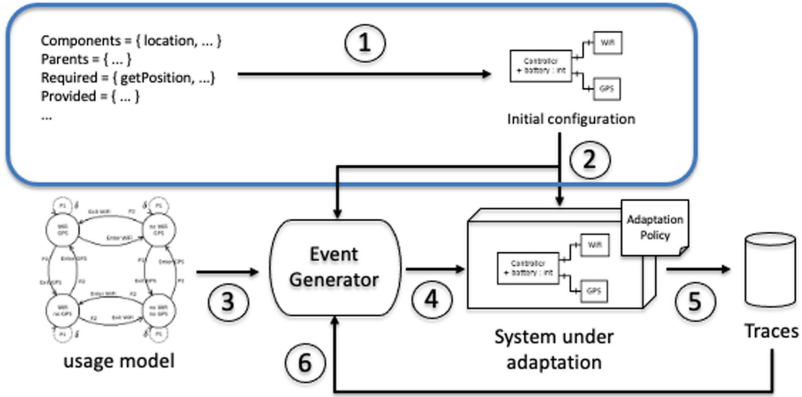 Components = { location, ... }
Parents = { ... }
Required = { getPosition, ...}
Provided = { ... }
...
1
Controller
+ battery : int
Wifi
GPS
Initial configuration
2
Adaptation
Policy
Event
Generator
Controller
+ battery : int
Wifi
GPS
3
4
5
usage model
System under
adaptation
Traces
6